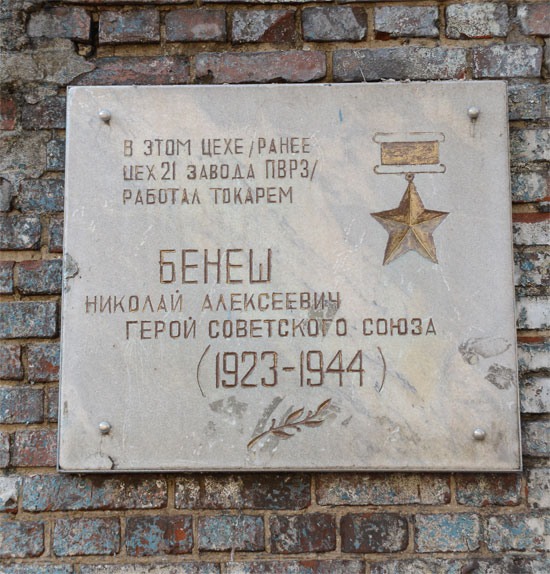 В ЭТОМ ЦЕХЕ /РАНЕЕ
ЦЕХ 21 ЗАВОДА ПВРЗ/
РАБОТАЛ ТОКАРЕМ
БЕНЕШ
НИКОЛАЙ АЛЕКСЕЕВИЧ
ГЕРОЙ СОВЕТСКОГО СОЮЗА
(1923-1944)